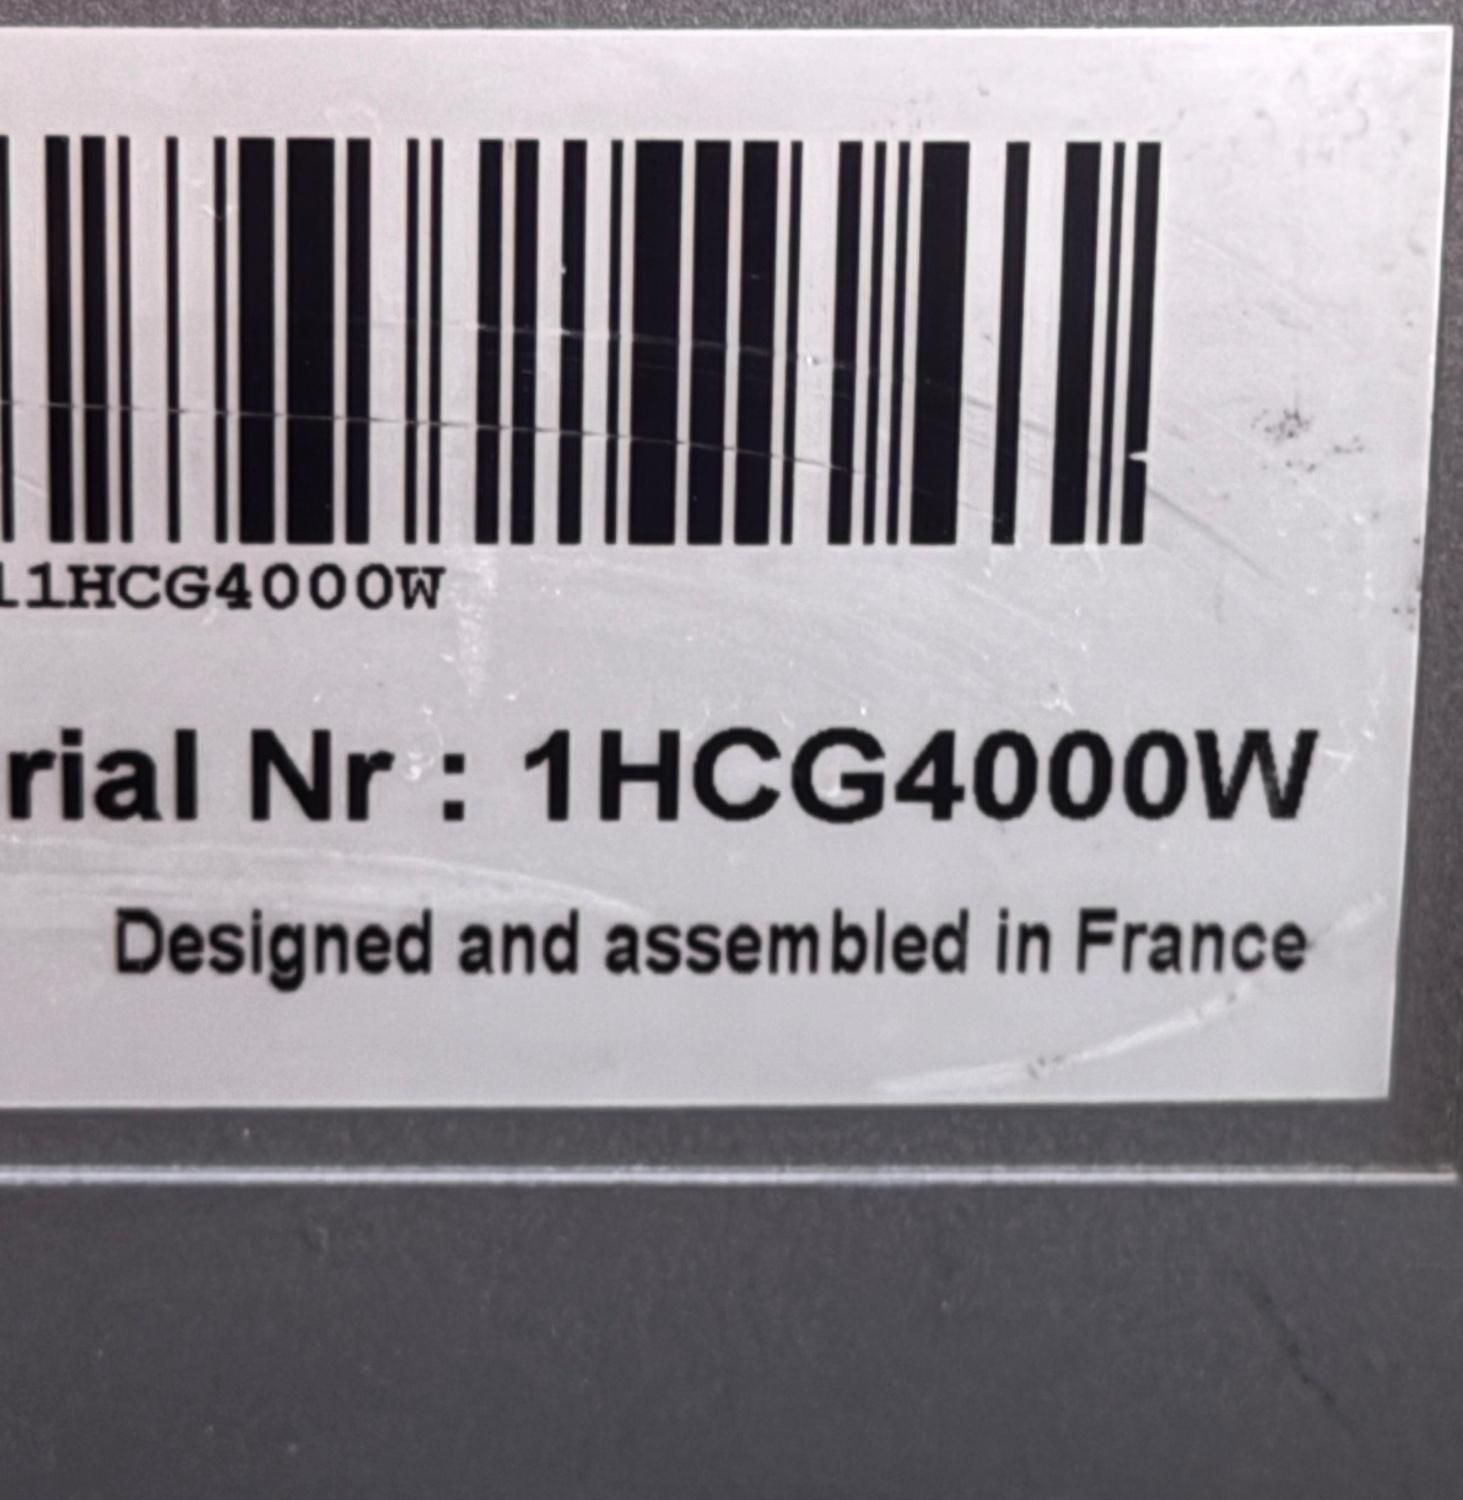 11HCG4000W
rial Nr : 1HCG4000W
Designed and assembled in France